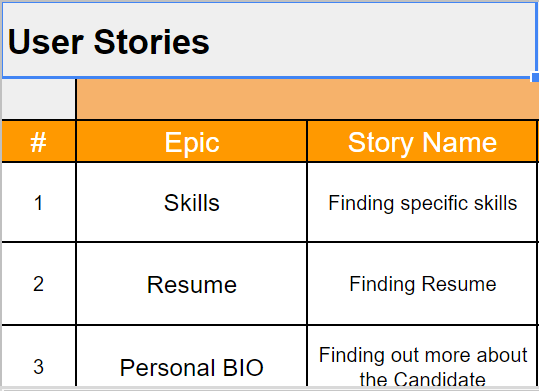 User Stories
# Epic Story Name
1 Skills Finding specific skills
2 Resume Finding Resume
3 Personal BIO Finding out more about
the Candidate